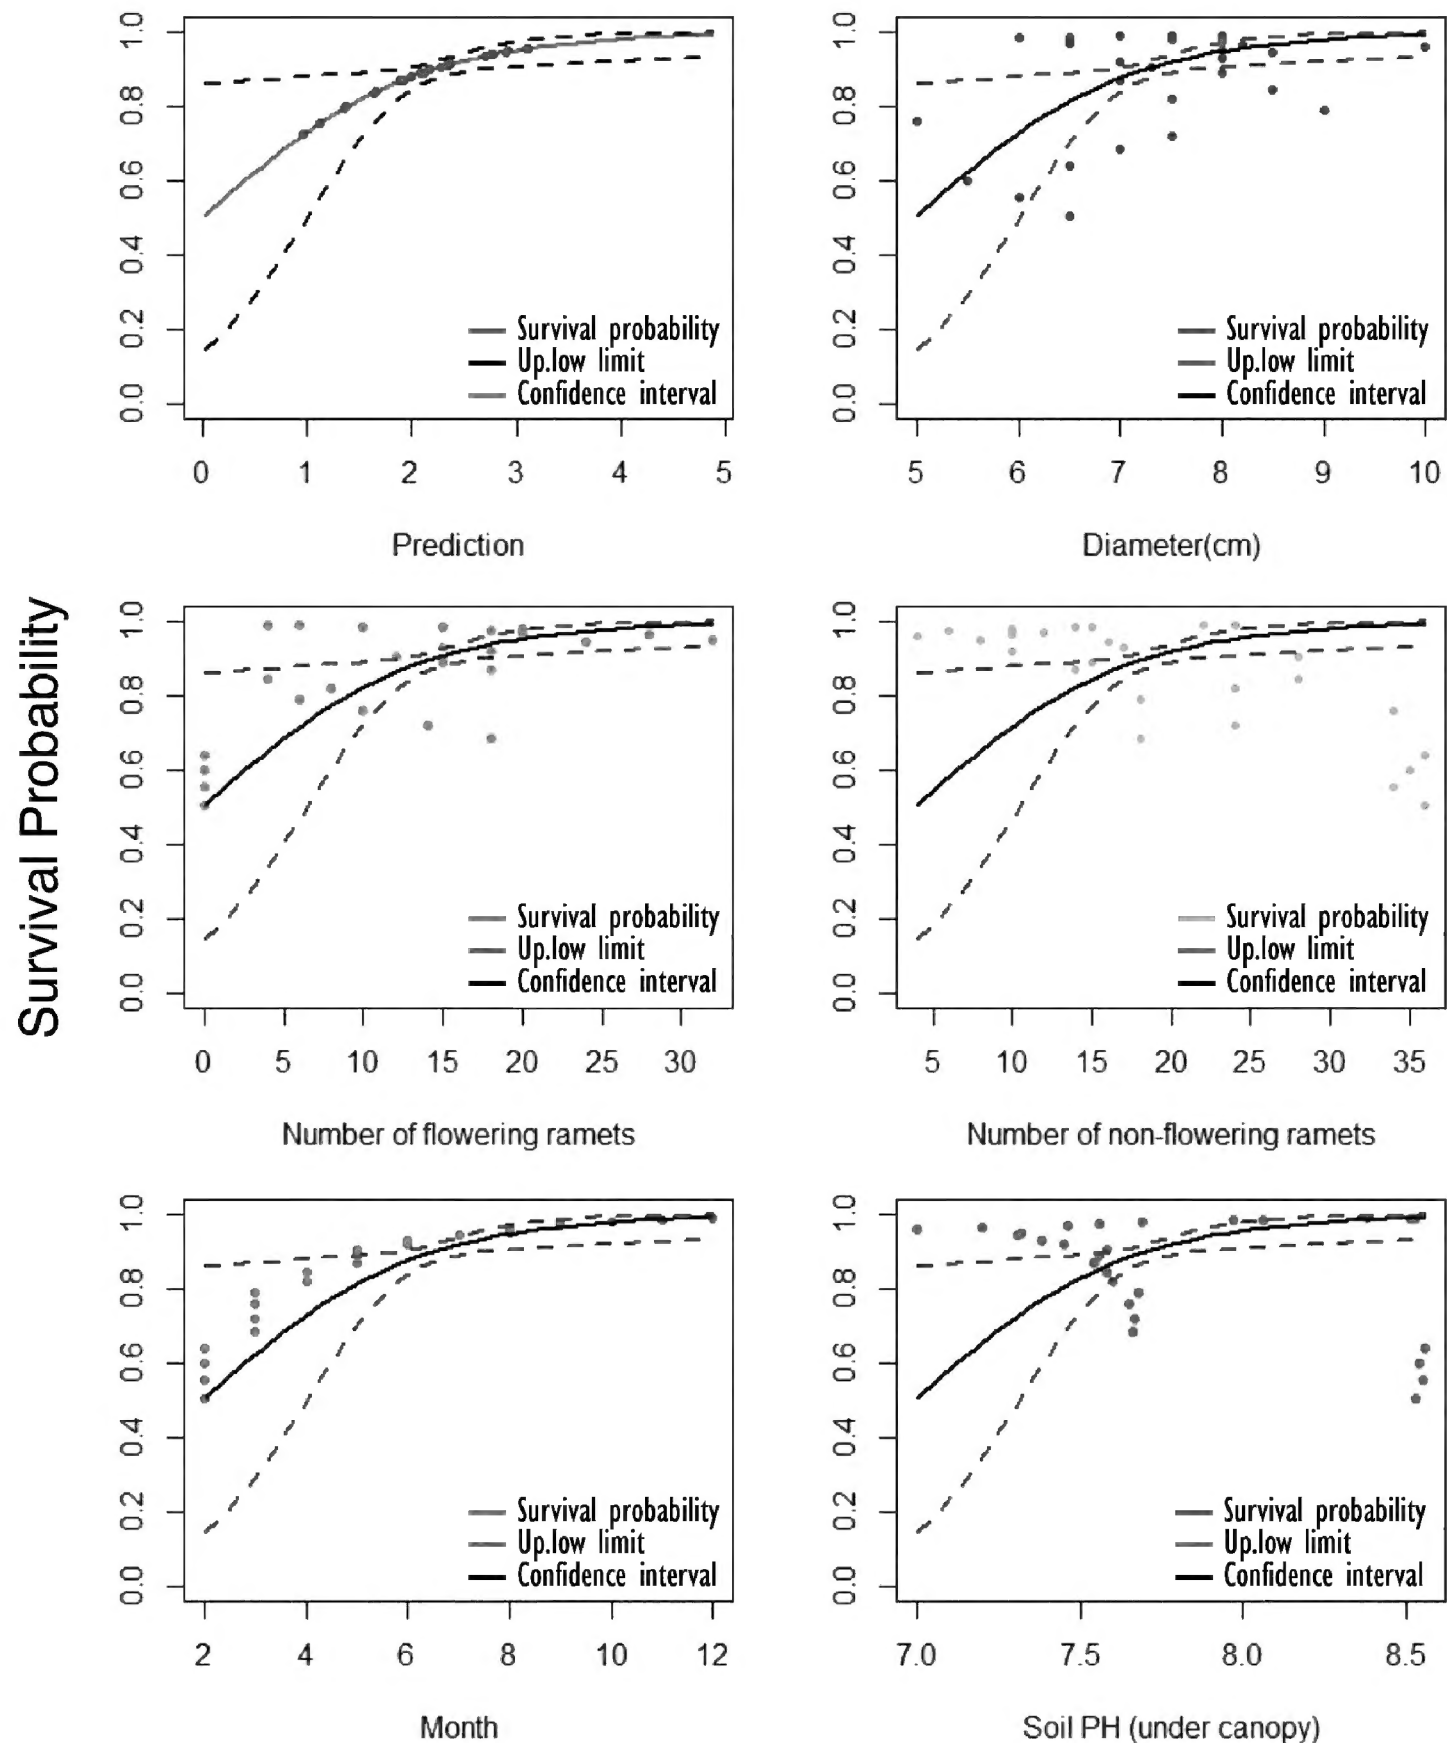 Survival Probability
0.0 0.2 0.4 0.6 0.8 1.0
Survival probability
Up.low limit
Confidence interval
0 1 2 3 4 5
Prediction
0.0 0.2 0.4 0.6 0.8 1.0
Survival probability
Up.low limit
Confidence interval
5 6 7 8 9 10
Diameter(cm)
0.0 0.2 0.4 0.6 0.8 1.0
Survival probability
Up.low limit
Confidence interval
0 5 10 15 20 25 30
Number of flowering ramets
0.0 0.2 0.4 0.6 0.8 1.0
Survival probability
Up.low limit
Confidence interval
5 10 15 20 25 30 35
Number of non-flowering ramets
0.0 0.2 0.4 0.6 0.8 1.0
Survival probability
Up.low limit
Confidence interval
2 4 6 8 10 12
Month
0.0 0.2 0.4 0.6 0.8 1.0
Survival probability
Up.low limit
Confidence interval
7.0 7.5 8.0 8.5
Soil PH (under canopy)